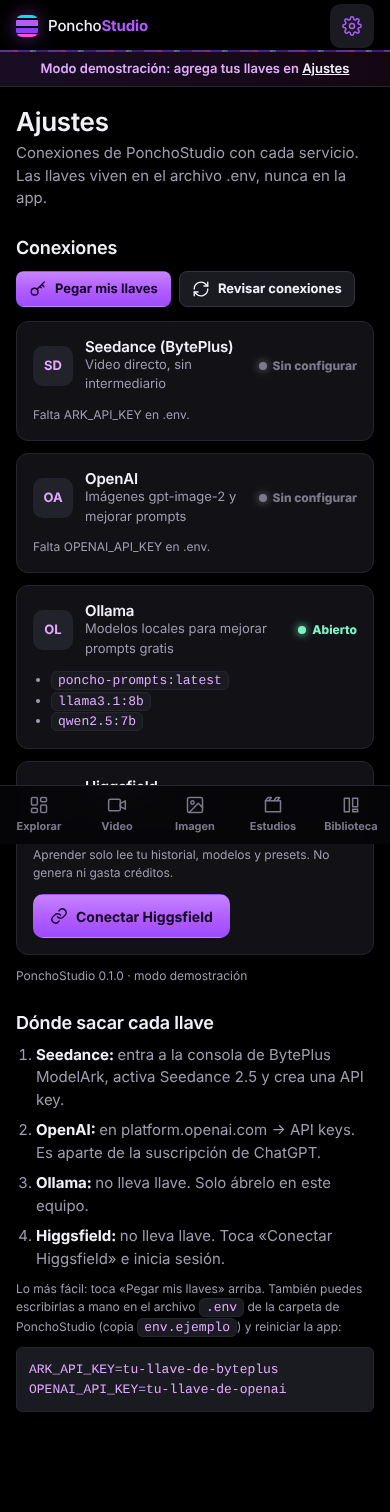 PonchoStudio
Modo demostración: agrega tus llaves en Ajustes
Ajustes
Conexiones de PonchoStudio con cada servicio.
Las llaves viven en el archivo .env, nunca en la
app.
Conexiones
Pegar mis llaves
Revisar conexiones
SD
Seedance (BytePlus)
Video directo, sin
intermediario
Sin configurar
Falta ARK_API_KEY en .env.
OA
OpenAI
Imágenes gpt-image-2 y
mejorar prompts
Sin configurar
Falta OPENAI_API_KEY en .env.
OL
Ollama
Modelos locales para mejorar
prompts gratis
Abierto
poncho-prompts:latest
llama3.1:8b
qwen2.5:7b
Higgsfield
Explorar
Video
Imagen
Estudios
Biblioteca
Aprender solo lee tu historial, modelos y presets. No
genera ni gasta créditos.
Conectar Higgsfield
PonchoStudio 0.1.0 · modo demostración
Dónde sacar cada llave
1. Seedance: entra a la consola de BytePlus
ModelArk, activa Seedance 2.5 y crea una API
key.
2. OpenAI: en platform.openai.com → API keys.
Es aparte de la suscripción de ChatGPT.
3. Ollama: no lleva llave. Solo ábrelo en este
equipo.
4. Higgsfield: no lleva llave. Toca «Conectar
Higgsfield» e inicia sesión.
Lo más fácil: toca «Pegar mis llaves» arriba. También puedes
escribirlas a mano en el archivo .env de la carpeta de
PonchoStudio (copia env.ejemplo) y reiniciar la app:
ARK_API_KEY=tu-llave-de-byteplus
OPENAI_API_KEY=tu-llave-de-openai